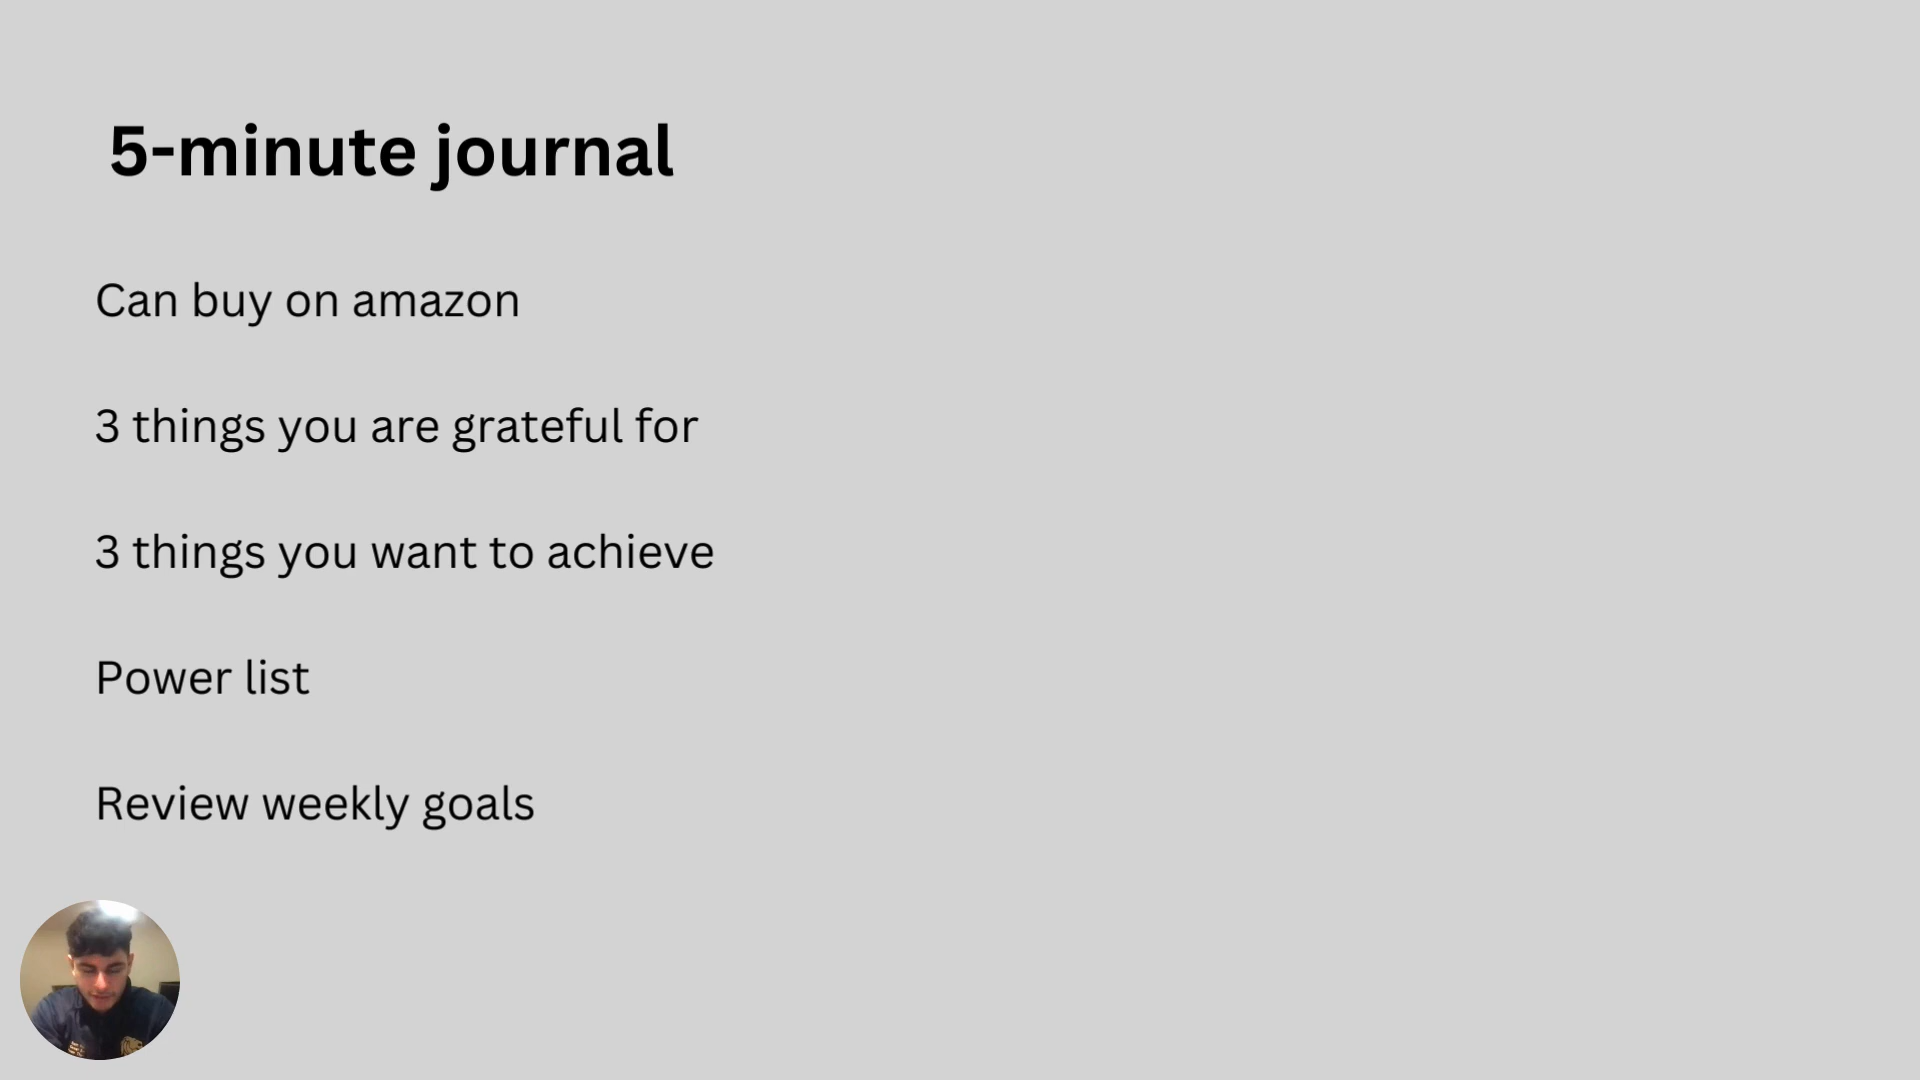 5-minute journal
Can buy on amazon
3 things you are grateful for
3 things you want to achieve
Power list
Review weekly goals